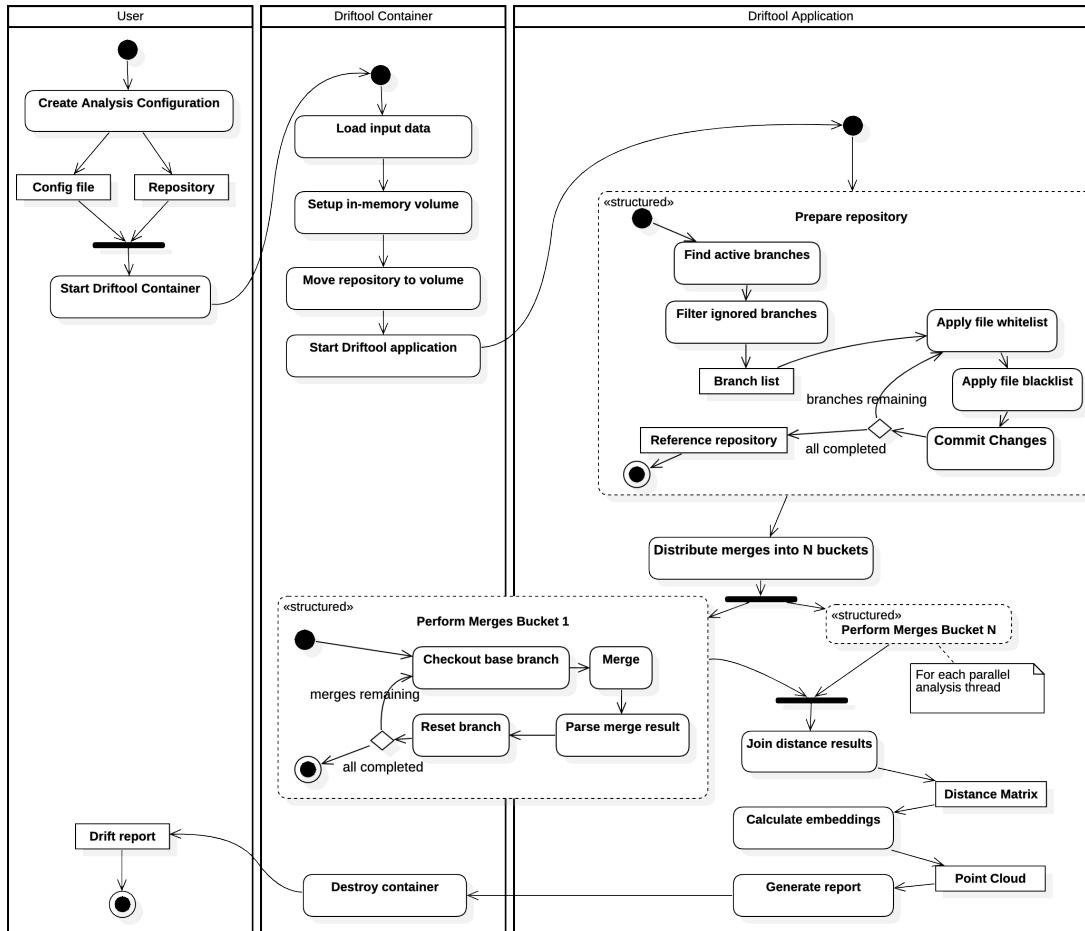 User
Driftool Container
Driftool Application
Create Analysis Configuration
Config file
Repository
Start Driftool Container
Load input data
Setup in-memory volume
Move repository to volume
Start Driftool application
«structured»
Prepare repository
Find active branches
Filter ignored branches
Branch list
Apply file whitelist
Apply file blacklist
branches remaining
Commit Changes
Reference repository
all completed
Distribute merges into N buckets
«structured»
Perform Merges Bucket 1
Checkout base branch
Merge
merges remaining
Reset branch
Parse merge result
all completed
«structured»
Perform Merges Bucket N
For each parallel
analysis thread
Join distance results
Distance Matrix
Calculate embeddings
Point Cloud
Generate report
Destroy container
Drift report